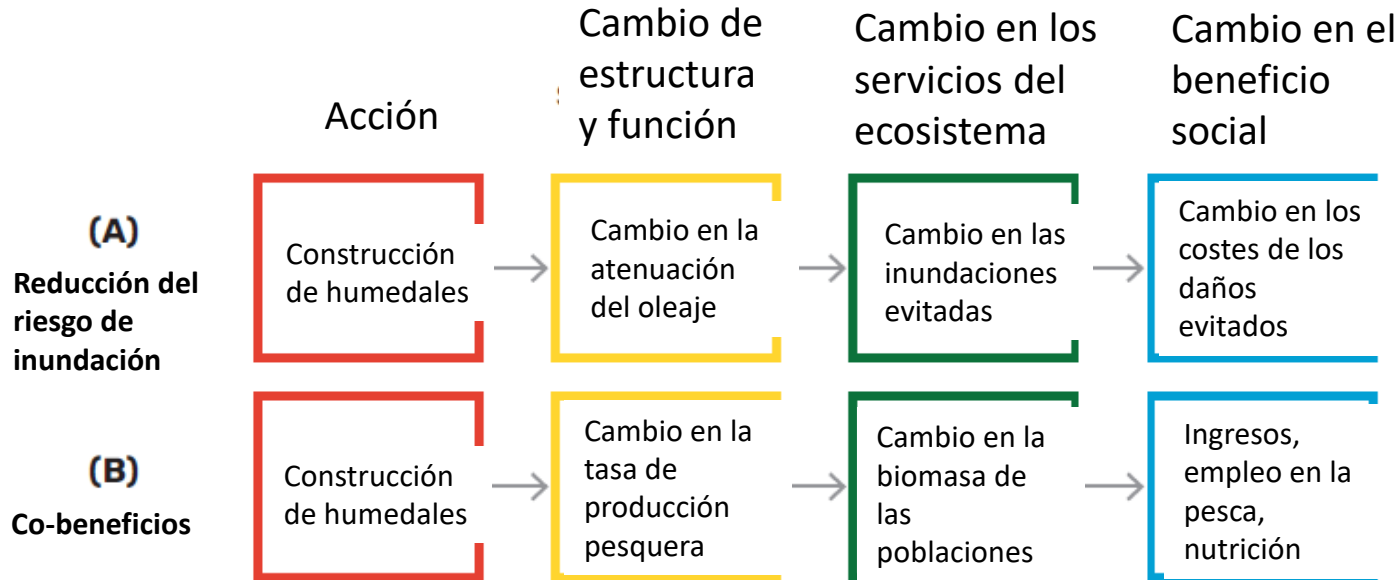 Acción
Cambio de
estructura
y función
Cambio en los
servicios del
ecosistema
Cambio en el
beneficio
social
(A)
Reducción del
riesgo de
inundación
Construcción
de humedales
Cambio en la
atenuación
del oleaje
Cambio en las
inundaciones
evitadas
Cambio en los
costes de los
daños
evitados
(B)
Co-beneficios
Construcción
de humedales
Cambio en la
tasa de
producción
pesquera
Cambio en la
biomasa de
las
poblaciones
Ingresos,
empleo en la
pesca,
nutrición